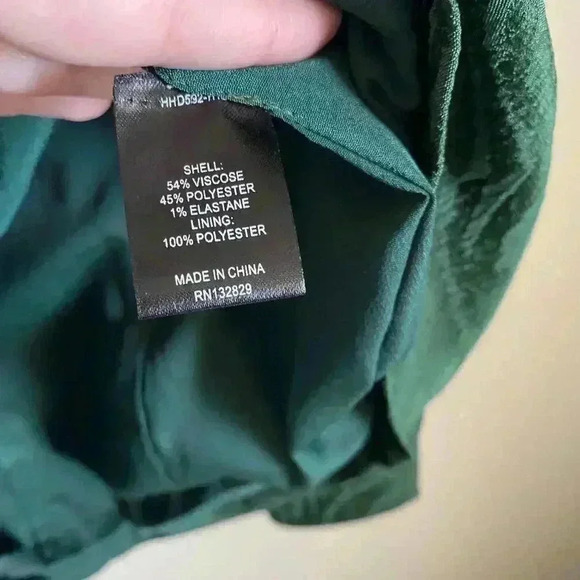 SHELL:
54% VISCOSE
45% POLYESTER
1% ELASTANE
LINING:
100% POLYESTER
MADE IN CHINA
RN132829